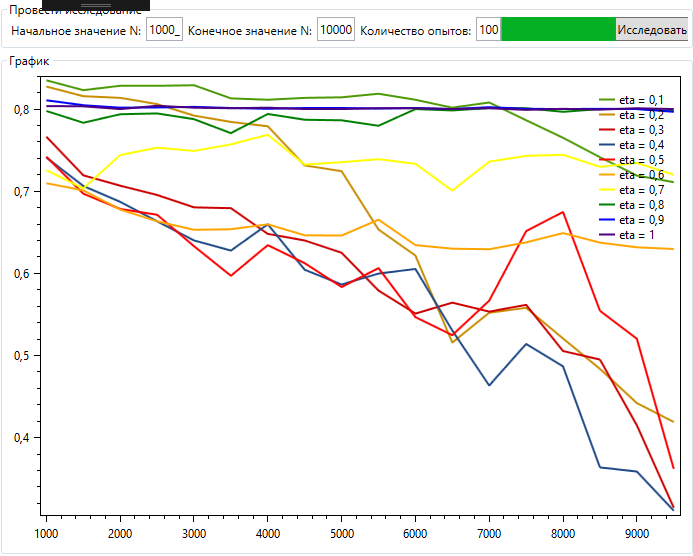 Провести исследование
Начальное значение N: 1000_ Конечное значение N: 10000 Количество опытов: 100 Исследовать
График
0,8
0,7
0,6
0,5
0,4
eta = 0,1
eta = 0,2
eta = 0,3
eta = 0,4
eta = 0,5
eta = 0,6
eta = 0,7
eta = 0,8
eta = 0,9
eta = 1
1000 2000 3000 4000 5000 6000 7000 8000 9000